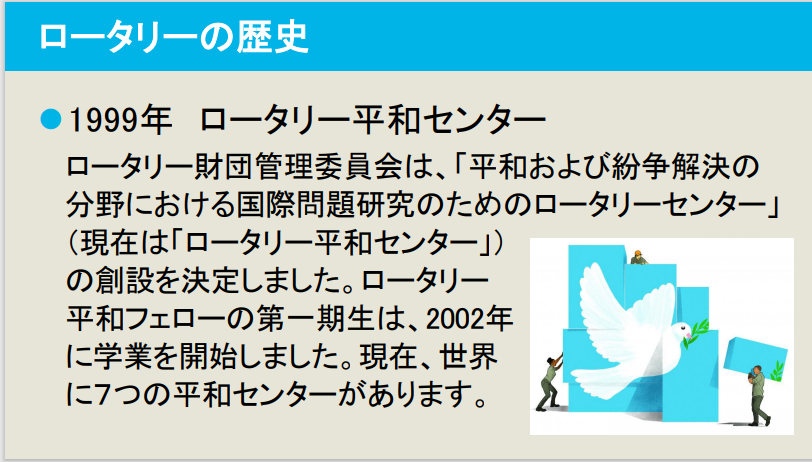 ロータリーの歴史
1999年　ロータリー平和センター
ロータリー財団管理委員会は、「平和および紛争解決の
分野における国際問題研究のためのロータリーセンター」
（現在は「ロータリー平和センター」）
の創設を決定しました。ロータリー
平和フェローの第一期生は、2002年
に学業を開始しました。現在、世界
に７つの平和センターがあります。